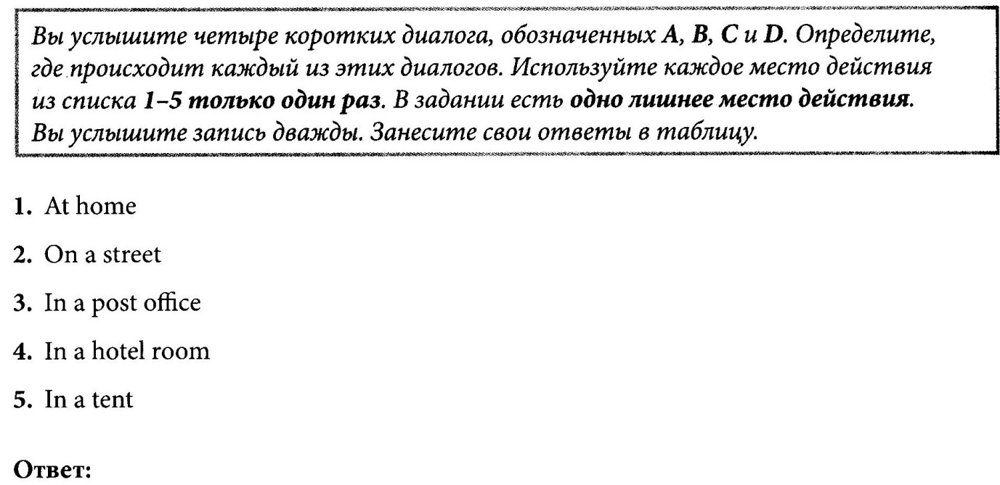 Вы услышите четыре коротких диалога, обозначенных A, B, C и D. Определите,
где происходит каждый из этих диалогов. Используйте каждое место действия
из списка 1–5 только один раз. В задании есть одно лишнее место действия.
Вы услышите запись дважды. Занесите свои ответы в таблицу.
1. At home
2. On a street
3. In a post office
4. In a hotel room
5. In a tent
Ответ: